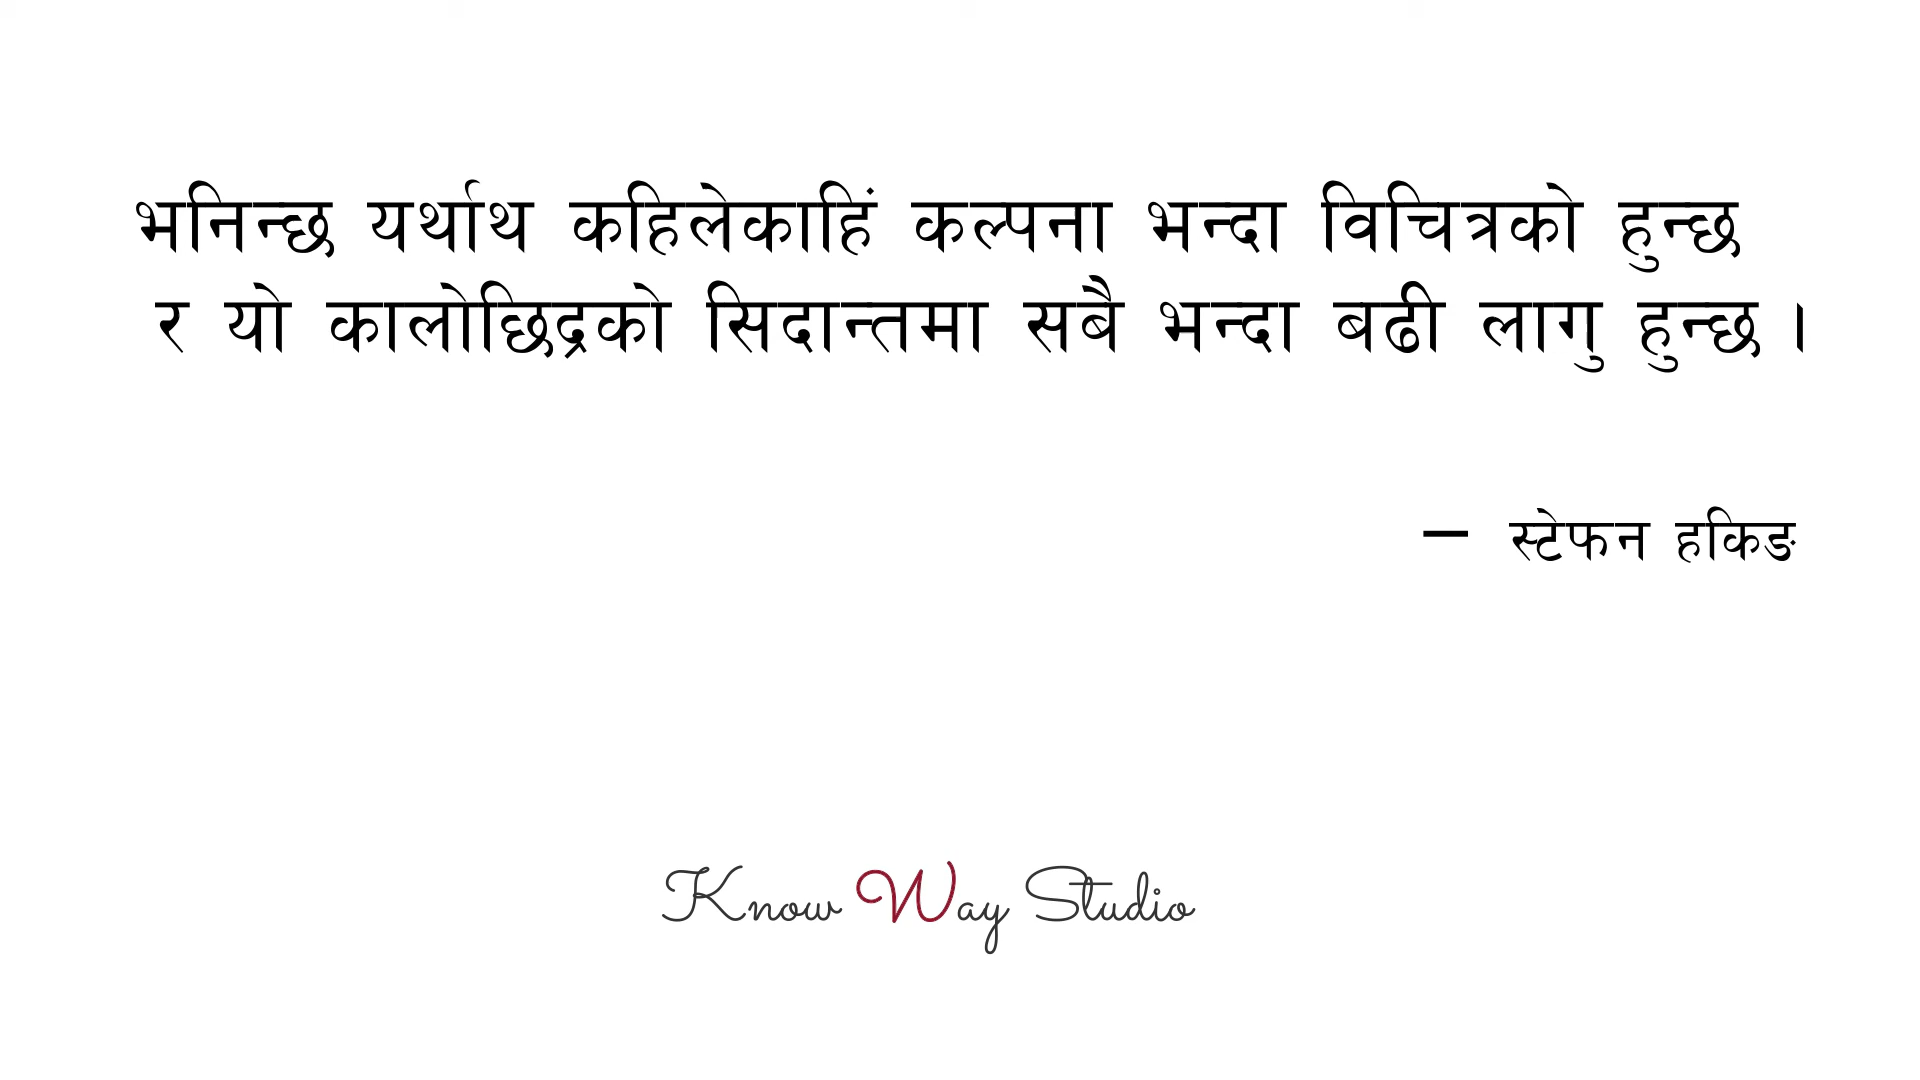 भनिन्छ यर्थाथ कहिलेकाहिं कल्पना भन्दा विचित्रको हुन्छ
र यो कालोछिद्रको सिदान्तमा सबै भन्दा बढी लागु हुन्छ ।
– स्टेफन हकिङ
Know Way Studio